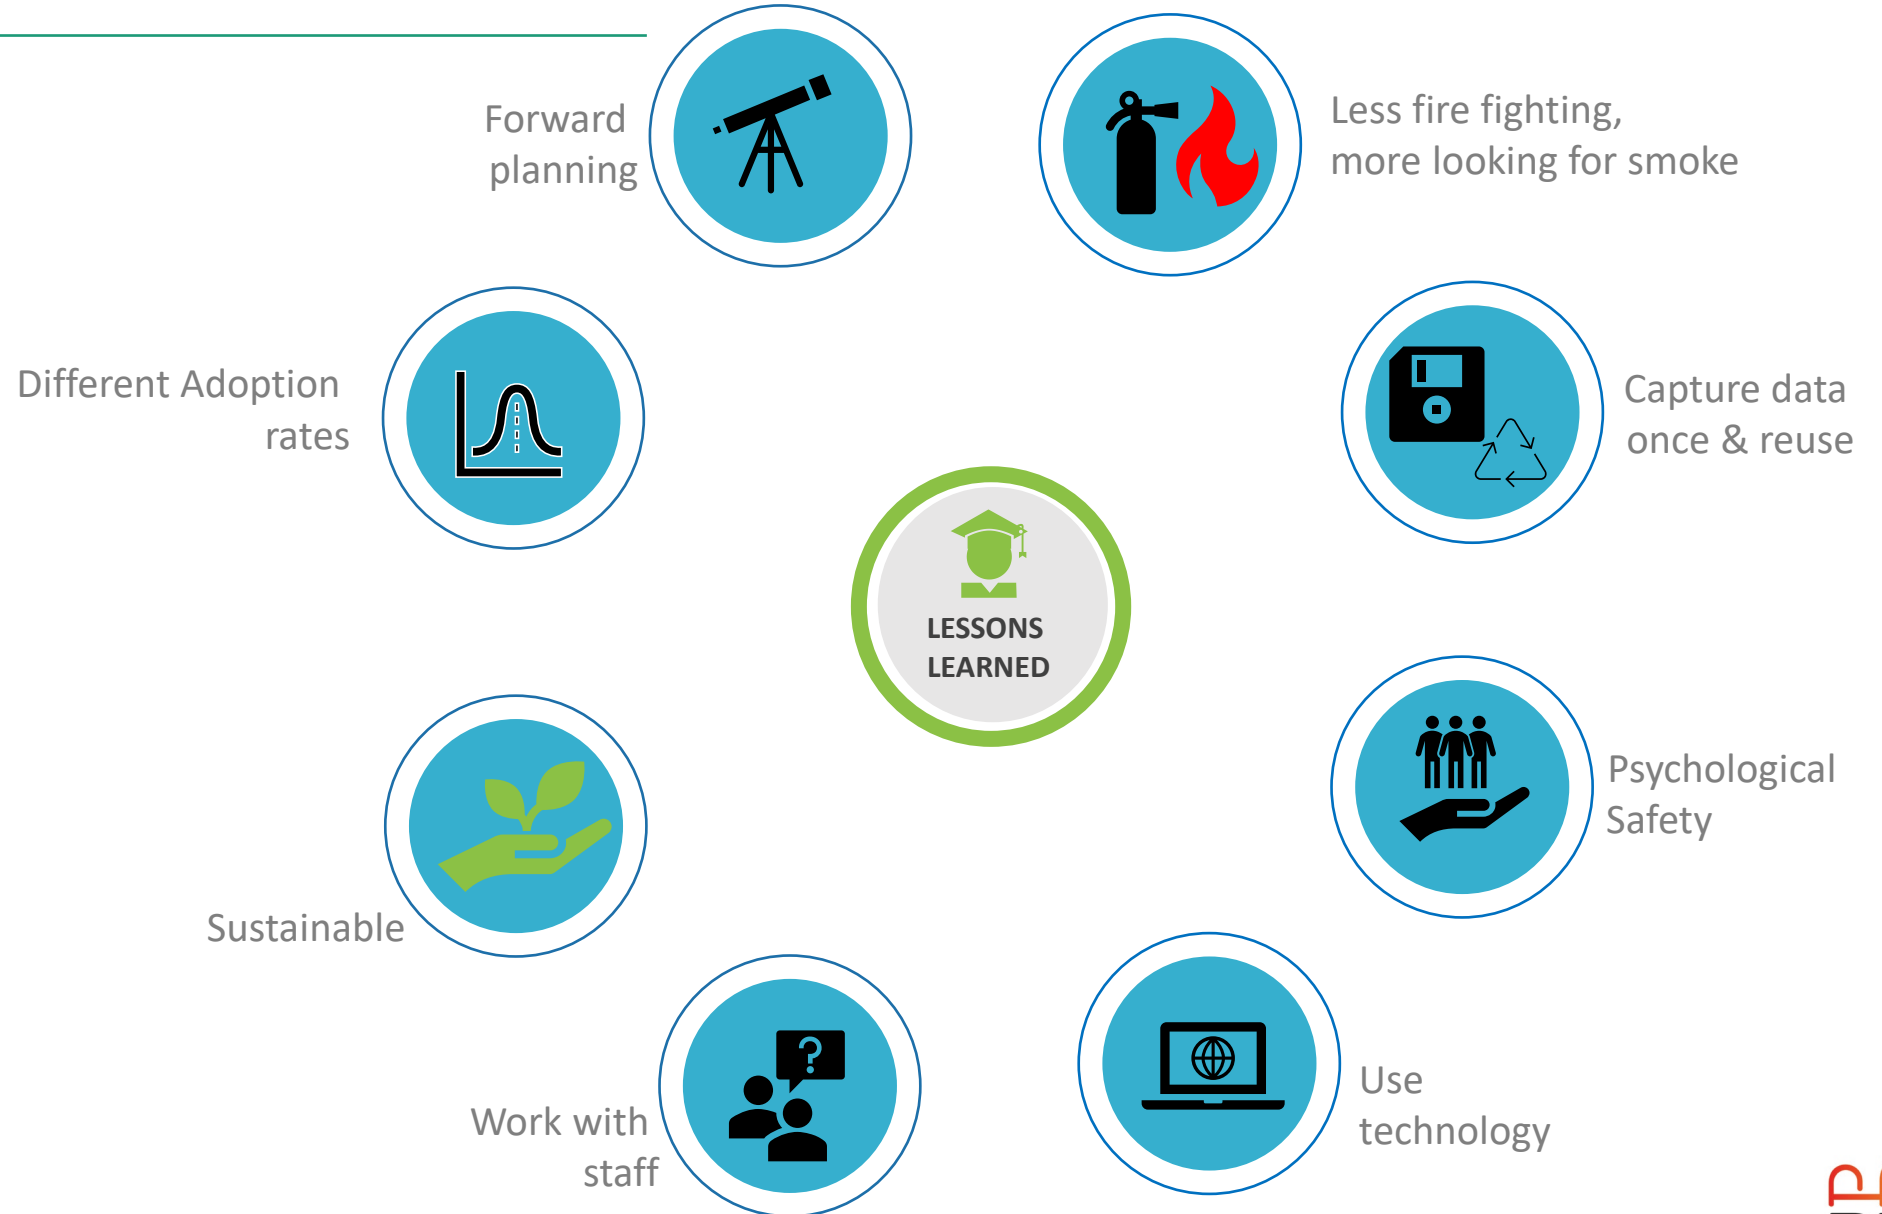 Forward
planning
Less fire fighting,
more looking for smoke
Different Adoption
rates
Capture data
once & reuse
LESSONS
LEARNED
Psychological
Safety
Sustainable
Use
technology
Work with
staff
?